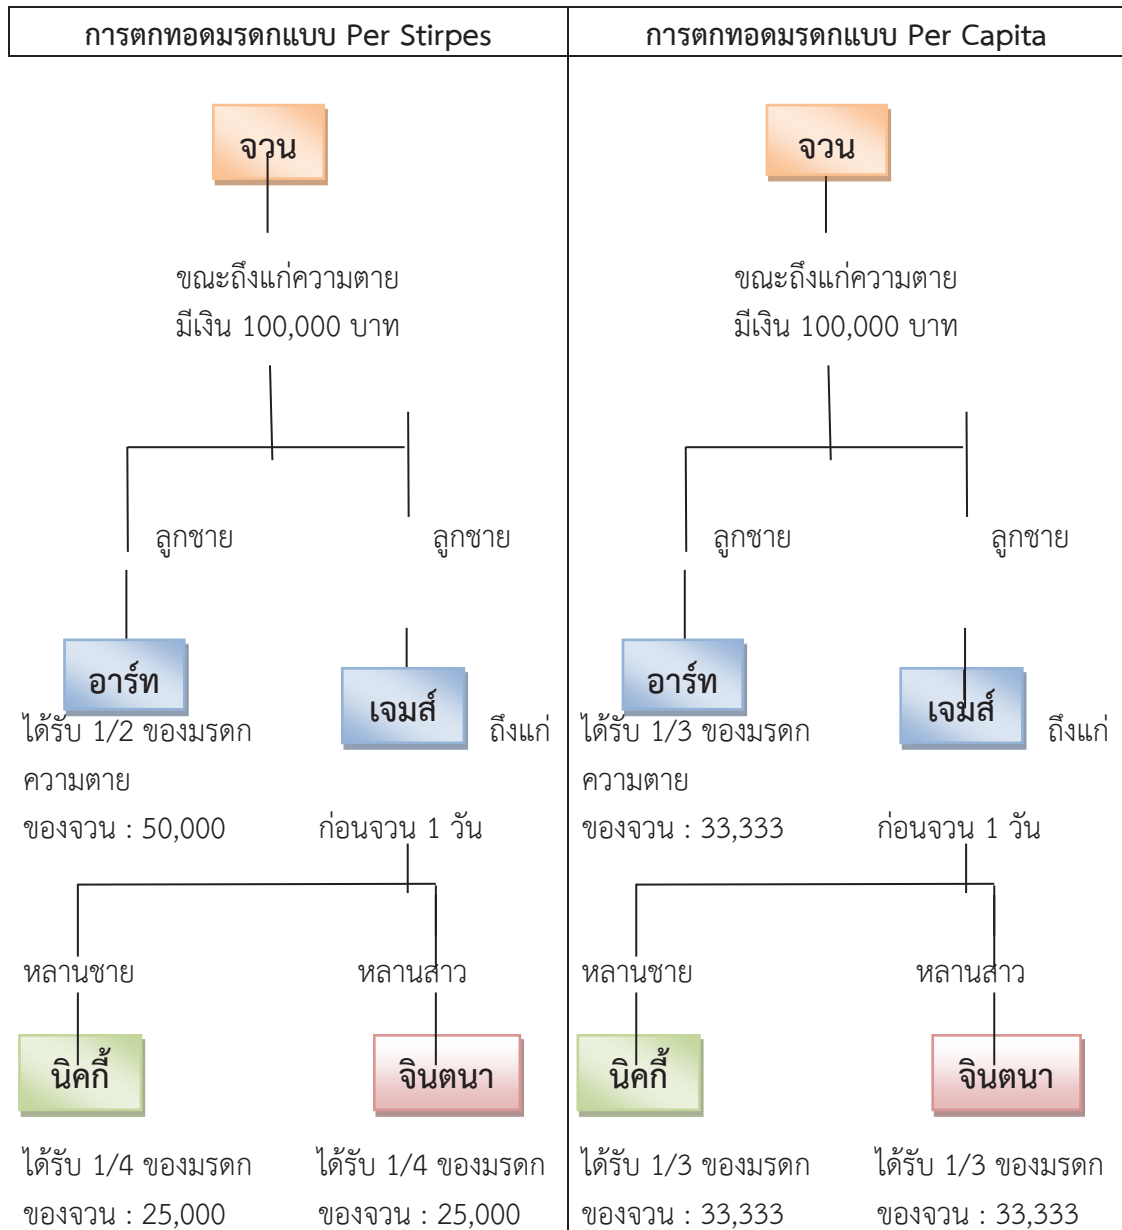 การตกทอดมรดกแบบ Per Stirpes
จวน
ขณะถึงแก่ความตาย
มีเงิน 100,000 บาท
ลูกชาย ลูกชาย
อาร์ท
เจมส์ ถึงแก่
ได้รับ 1/2 ของมรดก
ความตาย
ของจวน : 50,000 ก่อนจวน 1 วัน
หลานชาย หลานสาว
นิคกี้ จินตนา
ได้รับ 1/4 ของมรดก ได้รับ 1/4 ของมรดก
ของจวน : 25,000 ของจวน : 25,000
การตกทอดมรดกแบบ Per Capita
จวน
ขณะถึงแก่ความตาย
มีเงิน 100,000 บาท
ลูกชาย ลูกชาย
อาร์ท
เจมส์ ถึงแก่
ได้รับ 1/3 ของมรดก
ความตาย
ของจวน : 33,333 ก่อนจวน 1 วัน
หลานชาย หลานสาว
นิคกี้ จินตนา
ได้รับ 1/3 ของมรดก ได้รับ 1/3 ของมรดก
ของจวน : 33,333 ของจวน : 33,333